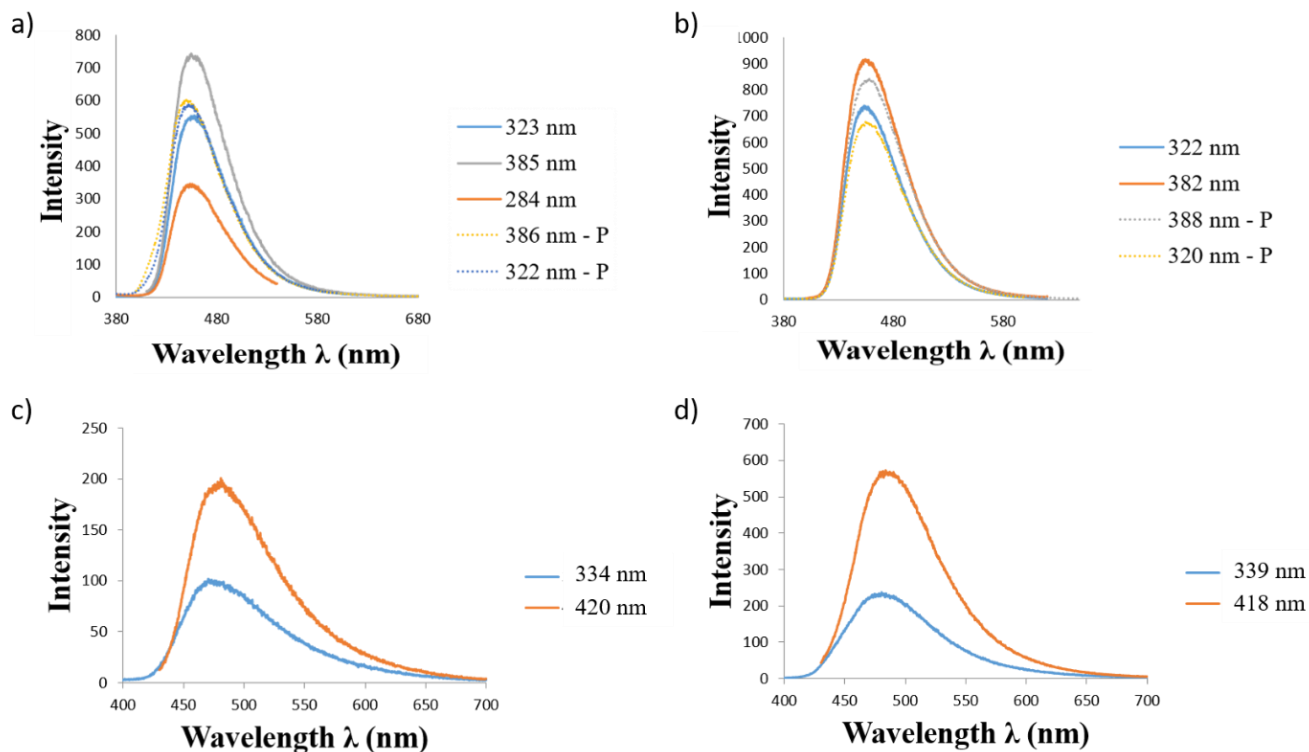 a)
800
700
600
500
400
300
200
100
0
380
480
580
680
Intensity
Wavelength λ (nm)
323 nm
385 nm
284 nm
386 nm - P
322 nm - P
b)
1000
900
800
700
600
500
400
300
200
100
0
380
480
580
Intensity
Wavelength λ (nm)
322 nm
382 nm
388 nm - P
320 nm - P
c)
250
200
150
100
50
0
400
450
500
550
600
650
700
Intensity
Wavelength λ (nm)
334 nm
420 nm
d)
700
600
500
400
300
200
100
0
400
450
500
550
600
650
700
Intensity
Wavelength λ (nm)
339 nm
418 nm